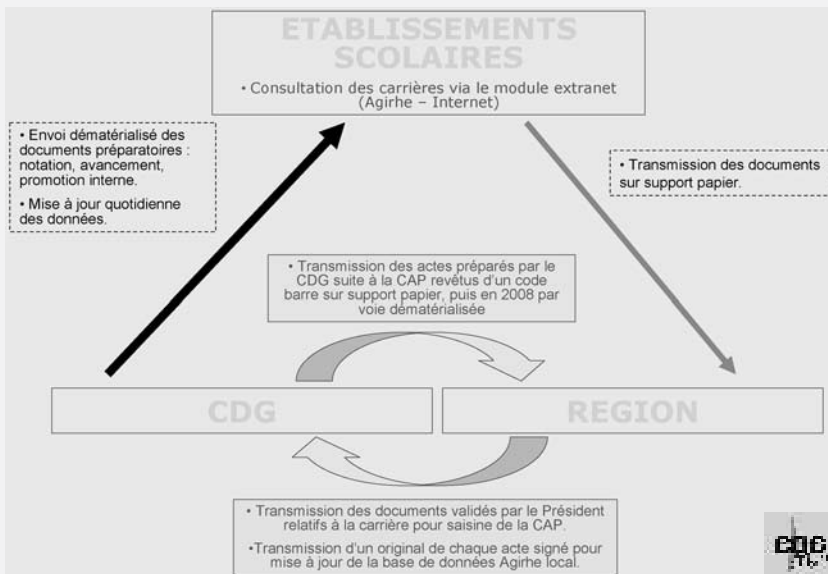 ETABLISSEMENTS
SCOLAIRES
• Consultation des carrières via le module extranet
(Agirhe – Internet)
• Envoi dématérialisé des
documents préparatoires :
notation, avancement,
promotion interne.
• Mise à jour quotidienne
des données.
• Transmission des documents
sur support papier.
• Transmission des actes préparés par le
CDG suite à la CAP revêtus d'un code
barre sur support papier, puis en 2008 par
voie dématérialisée
CDG
REGION
• Transmission des documents validés par le Président
relatifs à la carrière pour saisine de la CAP.
•Transmission d'un original de chaque acte signé pour
mise à jour de la base de données Agirhe local.
CDG